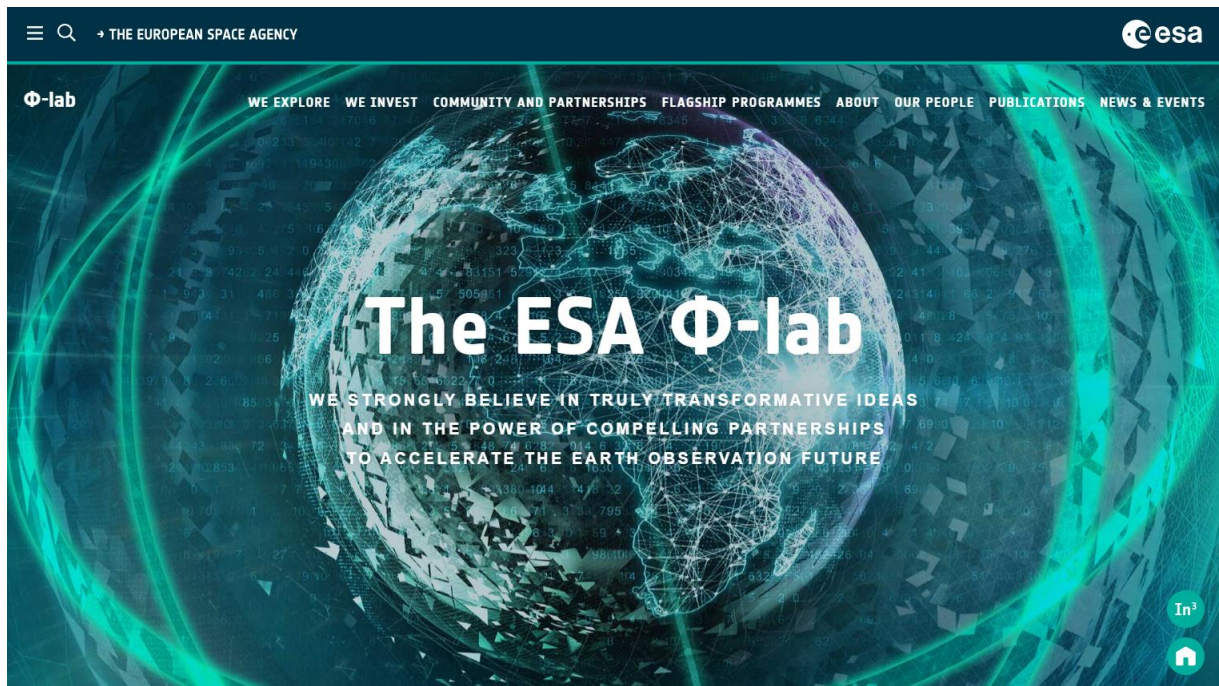 → THE EUROPEAN SPACE AGENCY
esa
Φ-lab
WE EXPLORE WE INVEST COMMUNITY AND PARTNERSHIPS FLAGSHIP PROGRAMMES ABOUT OUR PEOPLE PUBLICATIONS NEWS & EVENTS
The ESA Φ-lab
WE STRONGLY BELIEVE IN TRULY TRANSFORMATIVE IDEAS
AND IN THE POWER OF COMPELLING PARTNERSHIPS
TO ACCELERATE THE EARTH OBSERVATION FUTURE
In³